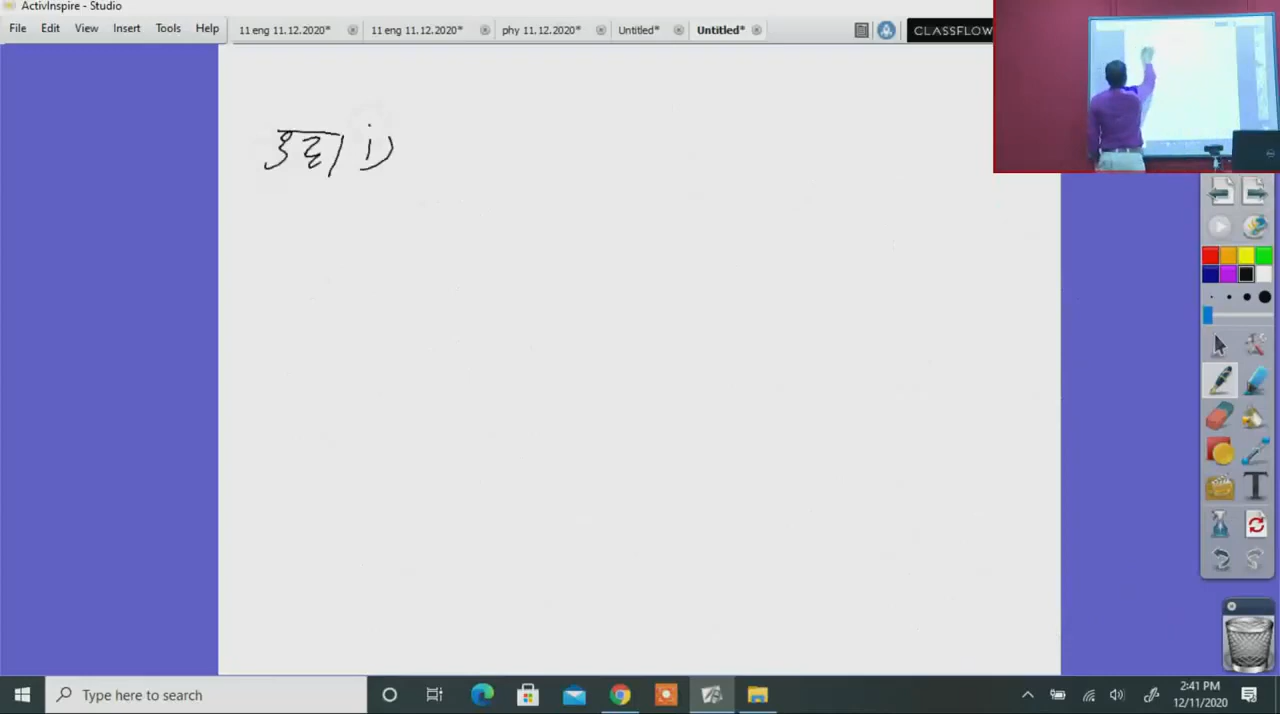 ActivInspire - Studio
File Edit View Insert Tools Help 11 eng 11.12.2020* 11 eng 11.12.2020* phy 11.12.2020* Untitled* Untitled* CLASSFLOW
उदा i)
T
Type here to search
2:41 PM
12/11/2020